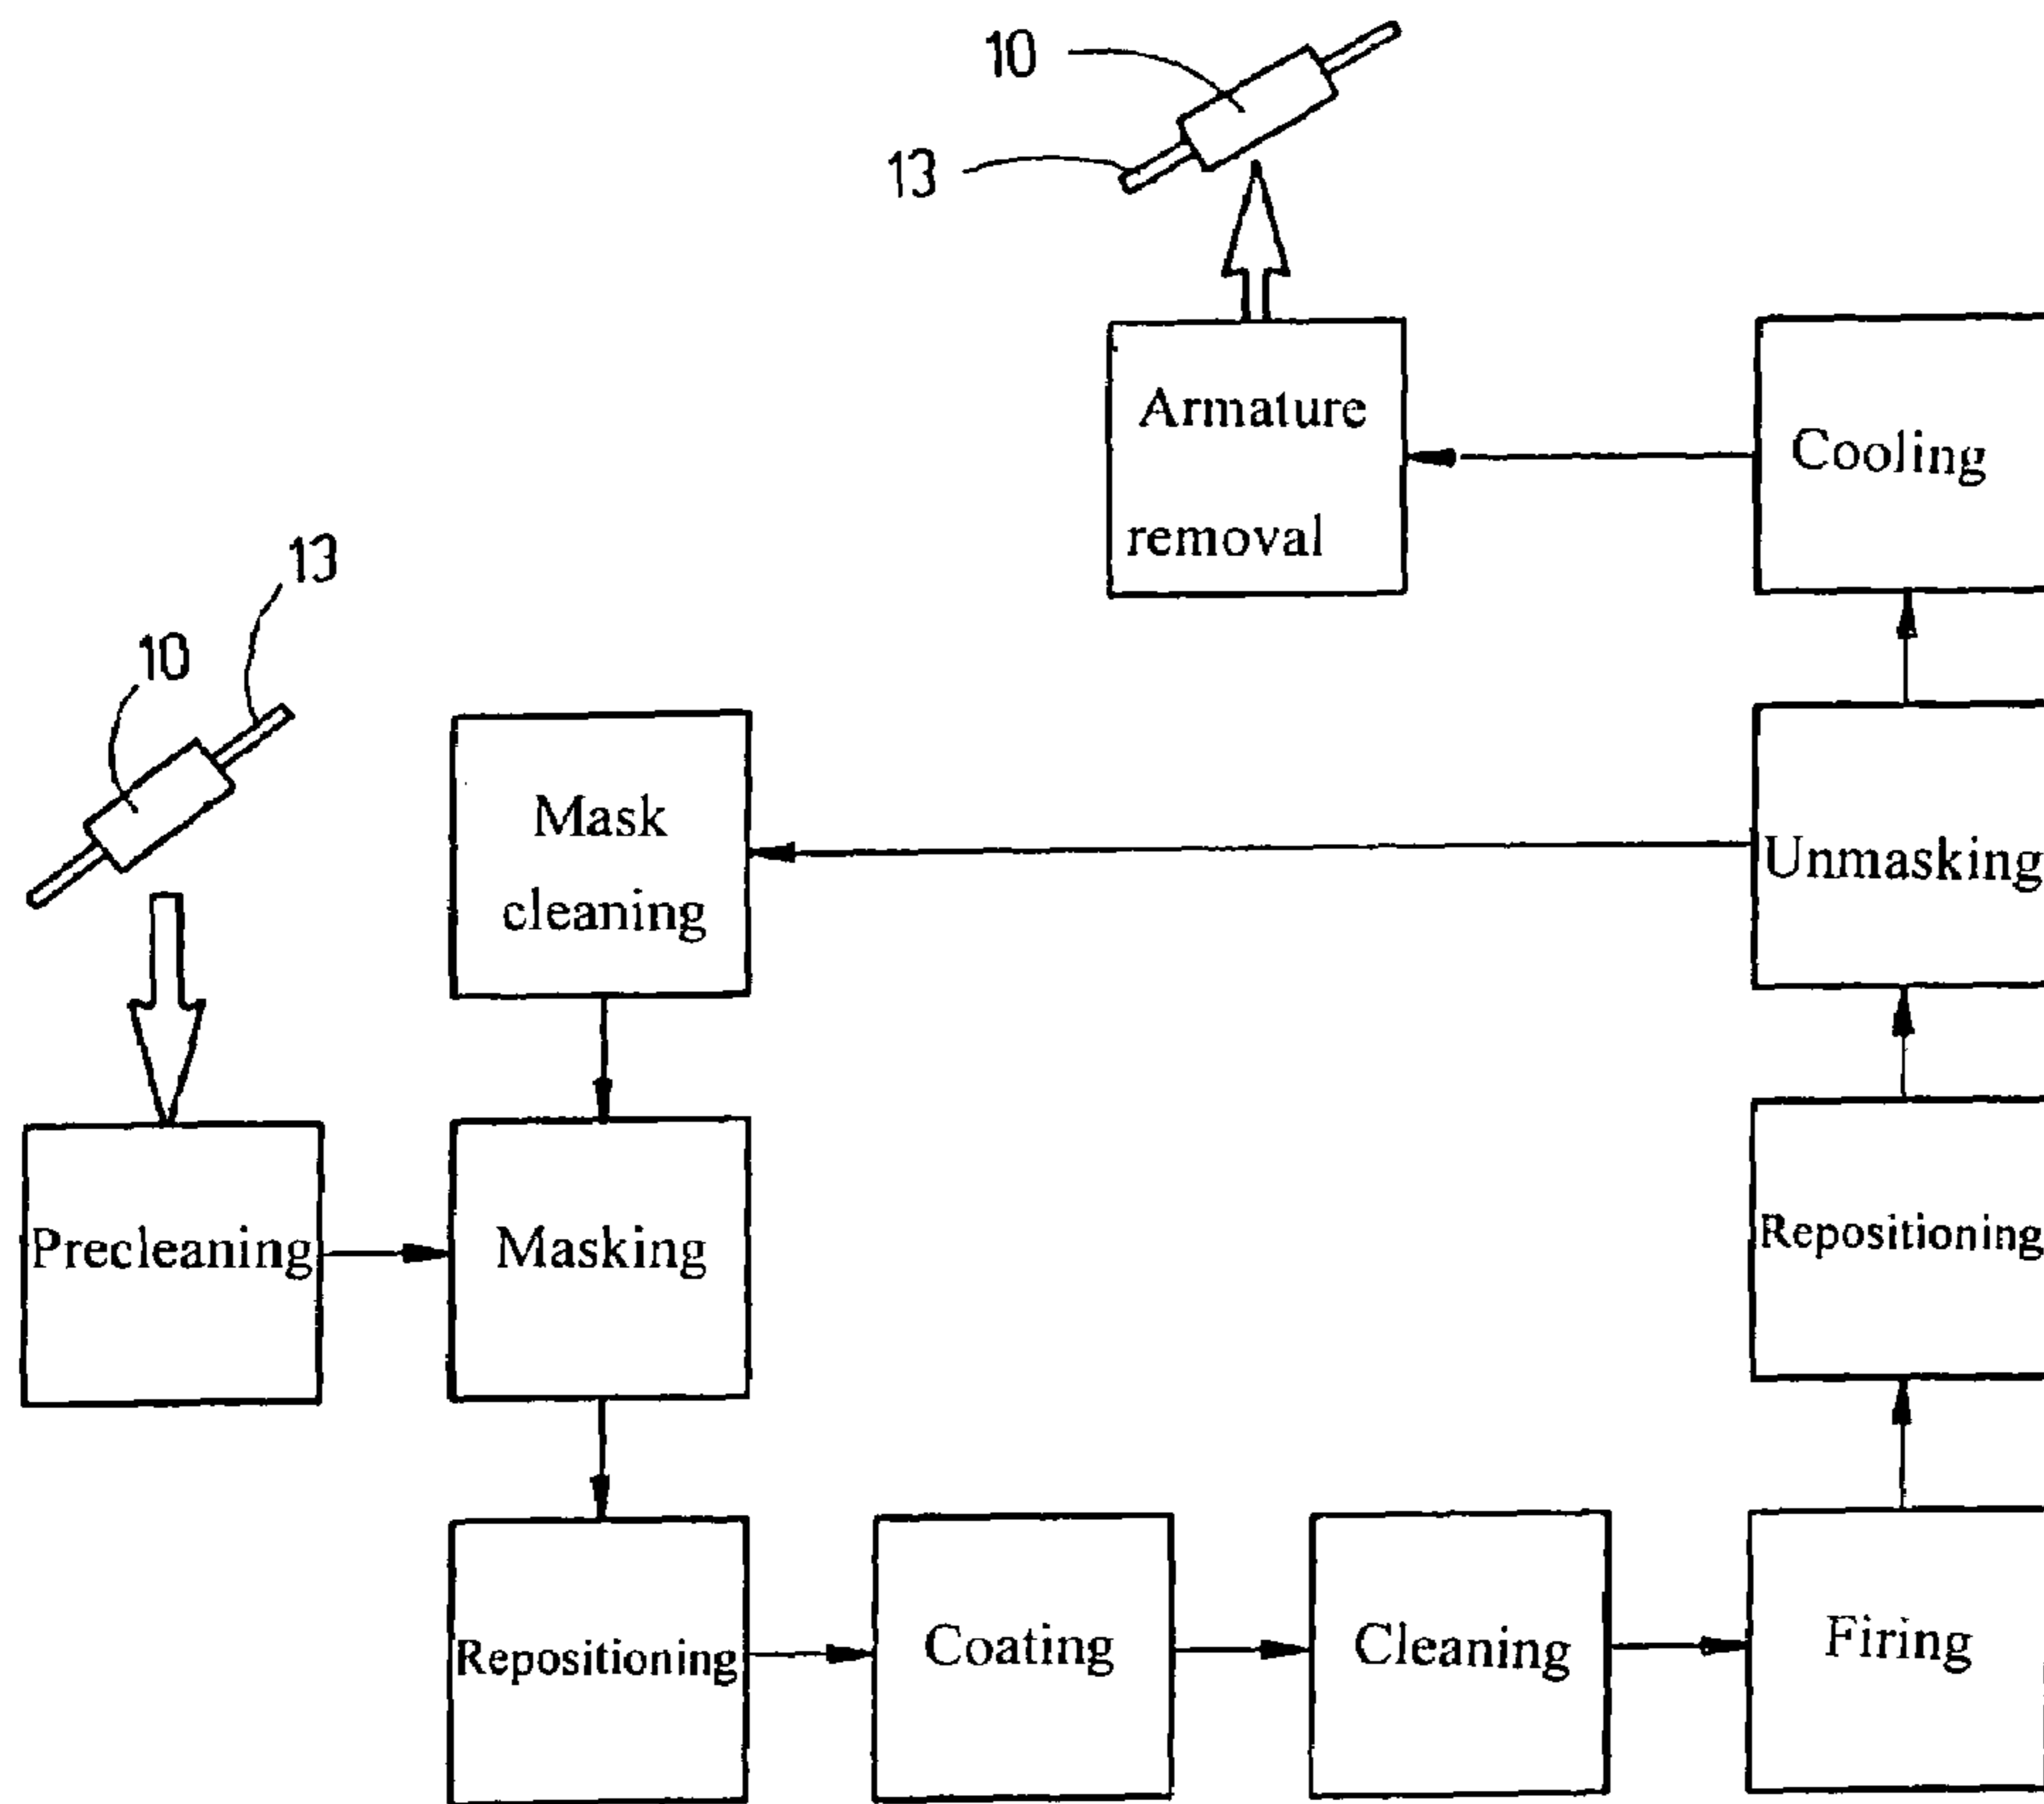 10
13
Armature
removal
Cooling
13
10
Mask
cleaning
Unmasking
Precleaning
Masking
Repositioning
Repositioning
Coating
Cleaning
Firing